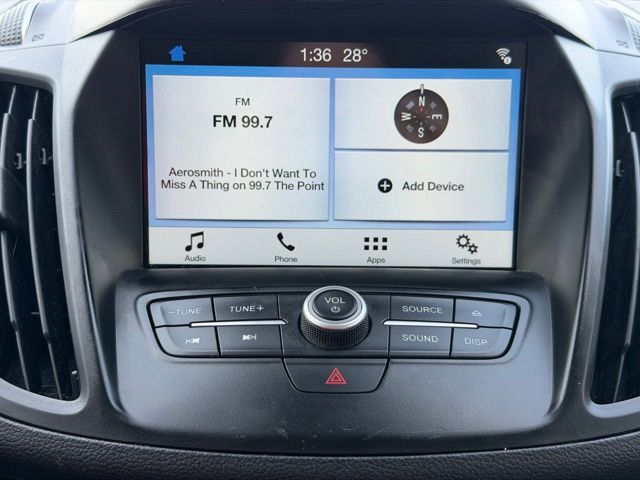 1:36 28°
FM
FM 99.7
Aerosmith - I Don't Want To
Miss A Thing on 99.7 The Point
N
W
E
S
Add Device
Audio
Phone
Apps
Settings
−TUNE
TUNE+
VOL
SOURCE
SOUND
DISP